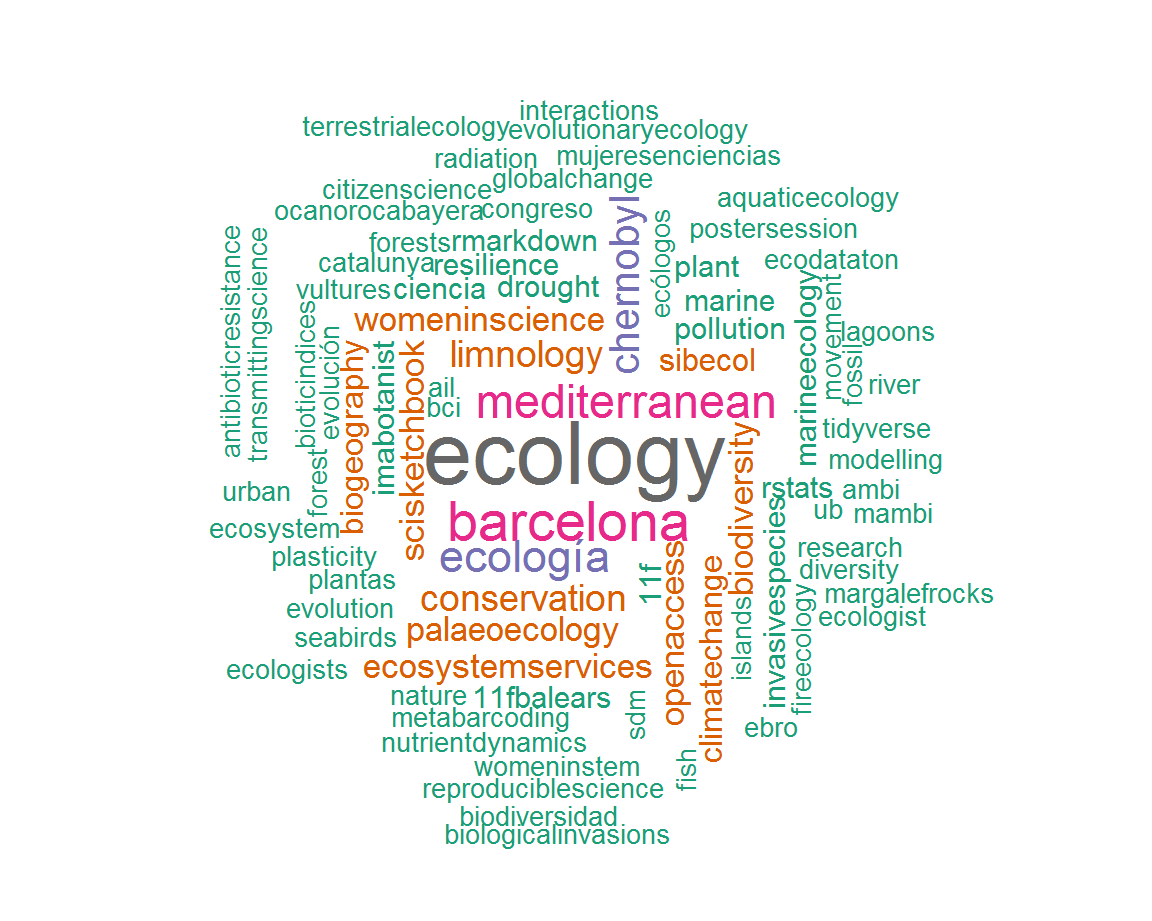 interactions
terrestrialecology
evolutionaryecology
radiation
mujeresenciencias
globalchange
citizenscience
aquaticecology
ocanorocabayera
congreso
chernobyl
ecólogos
postersession
antibioticresistance
transmittingscience
forests
rmarkdown
catalunya
resilience
plant
ecodataton
vultures
ciencia
drought
marine
marineecology
movement
womeninscience
pollution
lagoons
bioticindices
evolución
biogeography
imabotanist
scisketchbook
limnology
sibecol
fossil
river
ail
bci
mediterranean
tidyverse
ecology
biodiversity
modelling
urban
forest
rstats
ambi
ub
mambi
ecosystem
barcelona
invasivespecies
research
plasticity
ecología
11f
openaccess
climatechange
diversity
plantas
conservation
islands
fireecology
margalefrocks
evolution
ecologist
seabirds
palaeoecology
ecologists
ecosystemservices
nature
11fbalears
sdm
metabarcoding
ebro
nutrientdynamics
womeninstem
fish
reproduciblescience
biodiversidad
biologicalinvasions